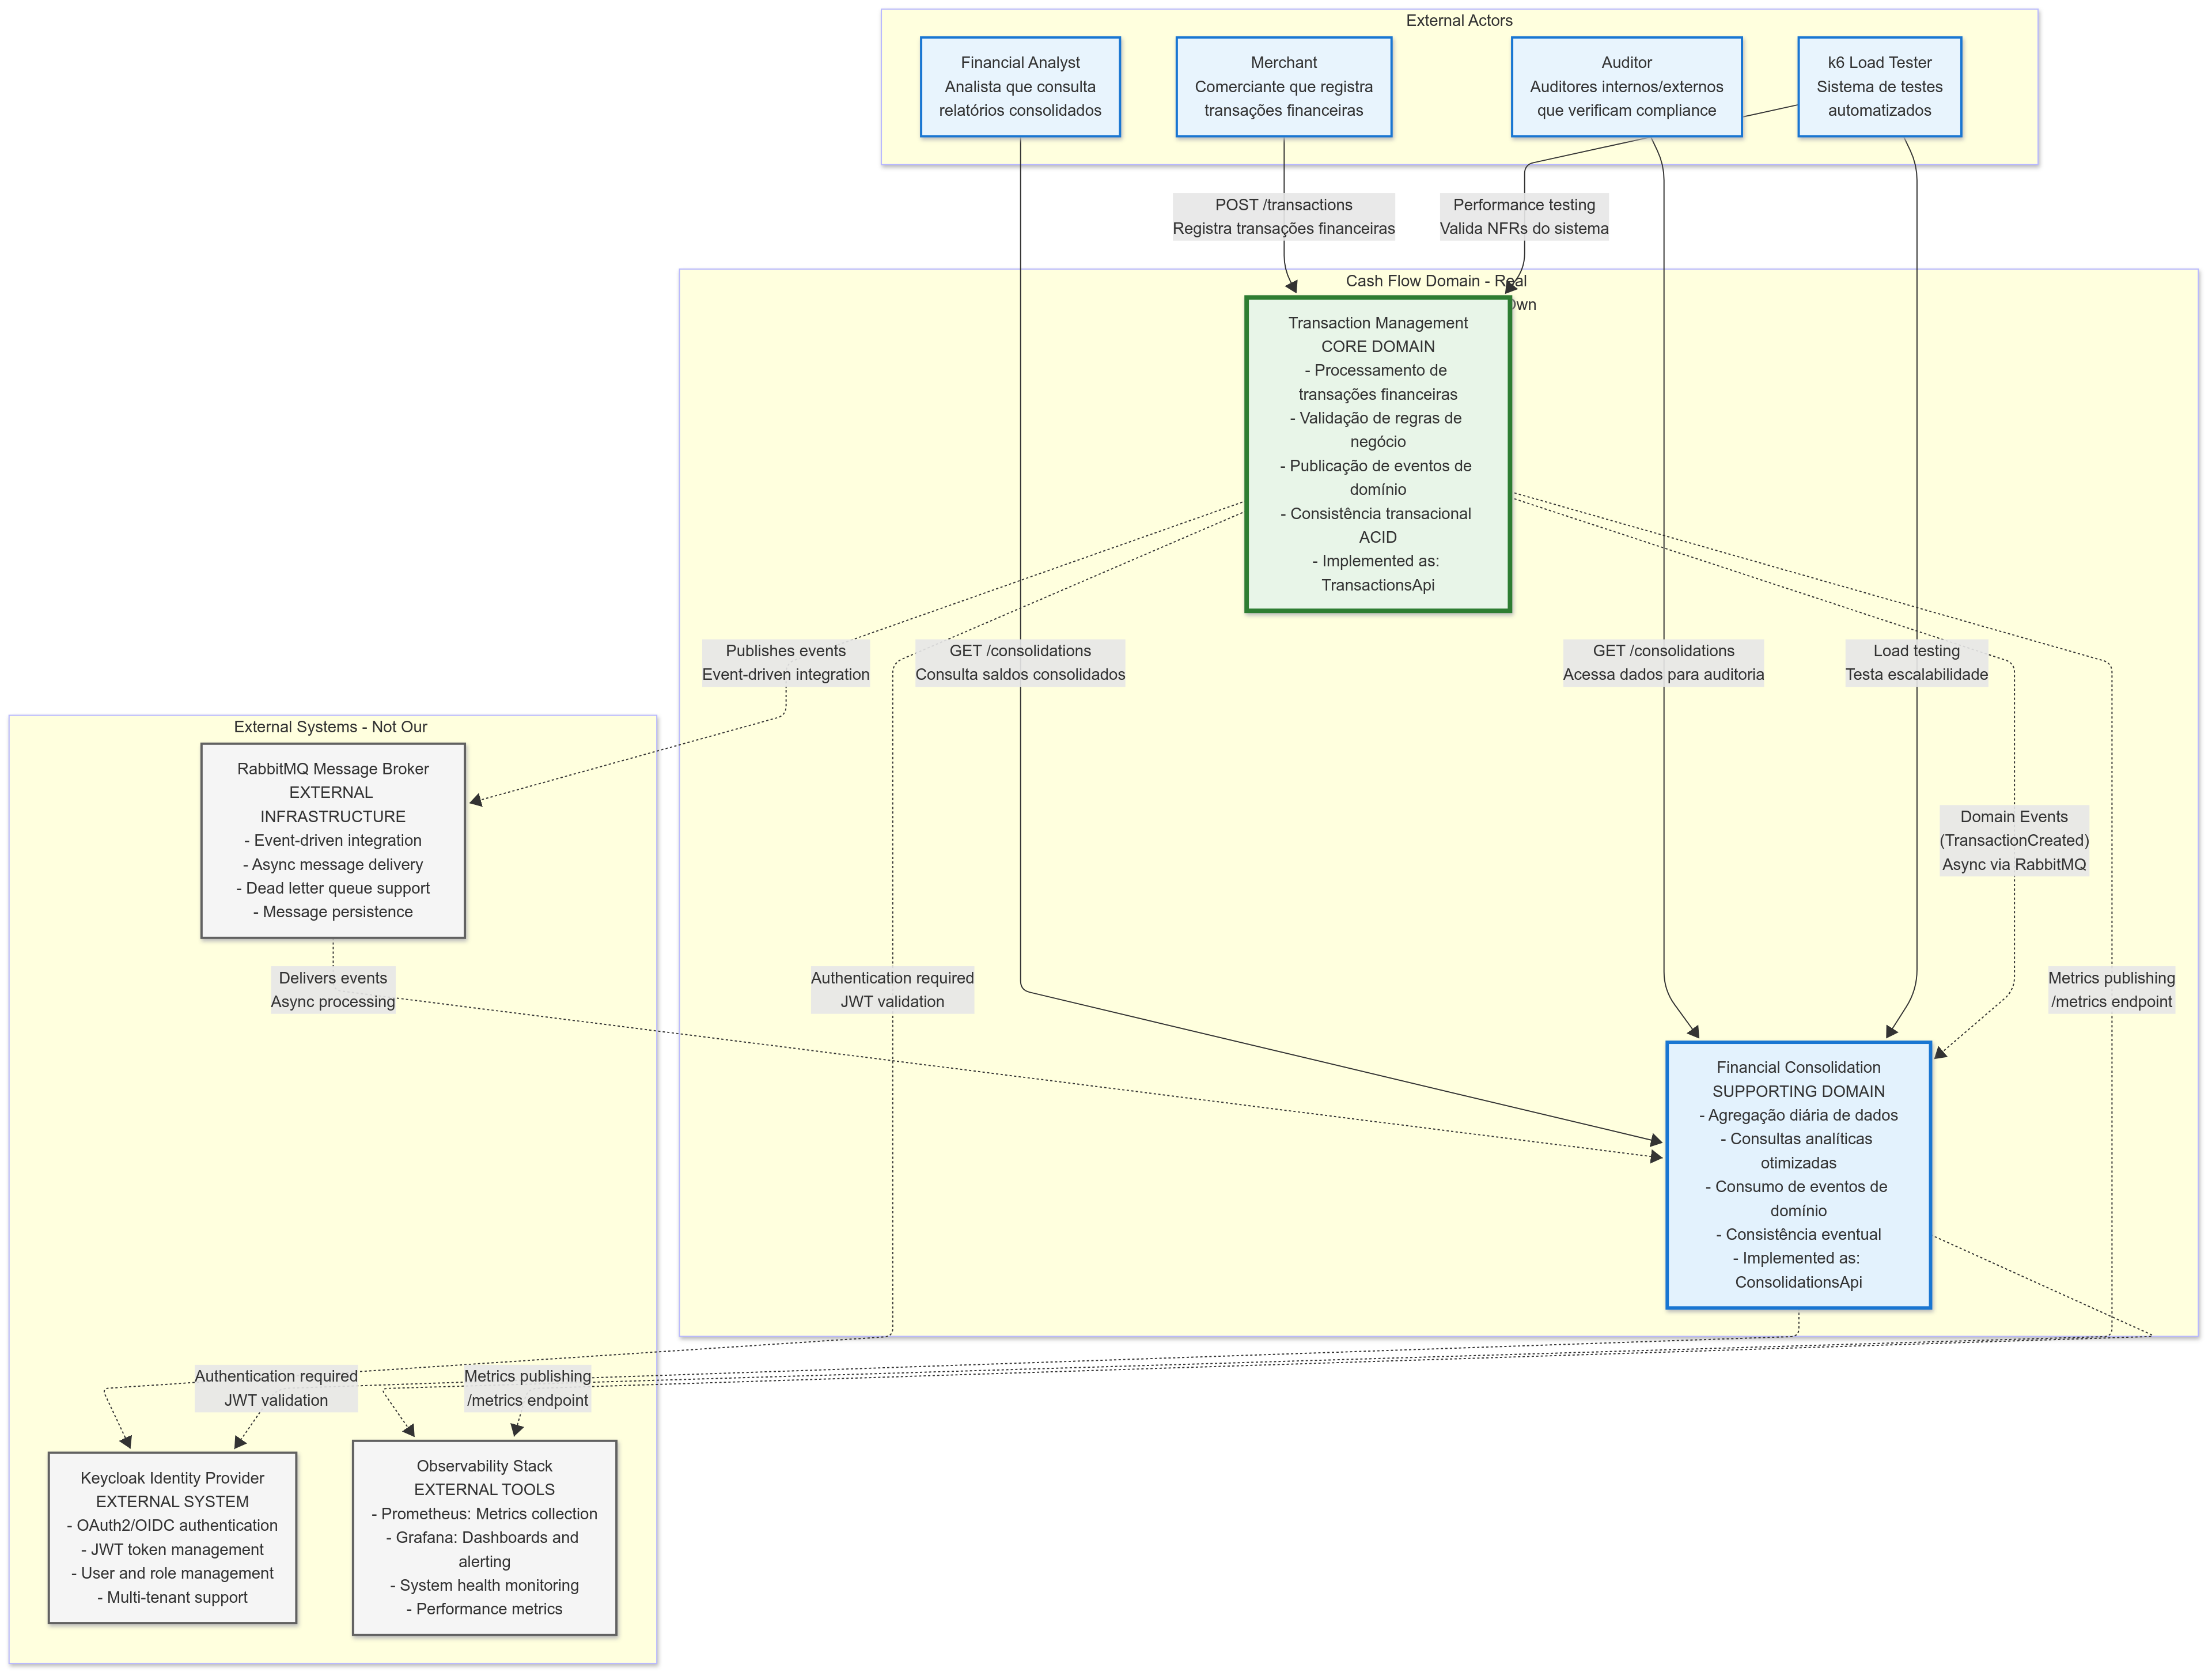 External Actors
Financial Analyst
Analista que consulta
relatórios consolidados
Merchant
Comerciante que registra
transações financeiras
Auditor
Auditores internos/externos
que verificam compliance
k6 Load Tester
Sistema de testes
automatizados
POST /transactions
Registra transações financeiras
Performance testing
Valida NFRs do sistema
Cash Flow Domain - Real
Transaction Management
CORE DOMAIN
- Processamento de
transações financeiras
- Validação de regras de
negócio
- Publicação de eventos de
domínio
- Consistência transacional
ACID
- Implemented as:
TransactionsApi
Publishes events
Event-driven integration
GET /consolidations
Consulta saldos consolidados
GET /consolidations
Acessa dados para auditoria
Load testing
Testa escalabilidade
External Systems - Not Our
RabbitMQ Message Broker
EXTERNAL
INFRASTRUCTURE
- Event-driven integration
- Async message delivery
- Dead letter queue support
- Message persistence
Domain Events
(TransactionCreated)
Async via RabbitMQ
Delivers events
Async processing
Authentication required
JWT validation
Metrics publishing
/metrics endpoint
Financial Consolidation
SUPPORTING DOMAIN
- Agregação diária de dados
- Consultas analíticas
otimizadas
- Consumo de eventos de
domínio
- Consistência eventual
- Implemented as:
ConsolidationsApi
Authentication required
JWT validation
Metrics publishing
/metrics endpoint
Keycloak Identity Provider
EXTERNAL SYSTEM
- OAuth2/OIDC authentication
- JWT token management
- User and role management
- Multi-tenant support
Observability Stack
EXTERNAL TOOLS
- Prometheus: Metrics collection
- Grafana: Dashboards and
alerting
- System health monitoring
- Performance metrics